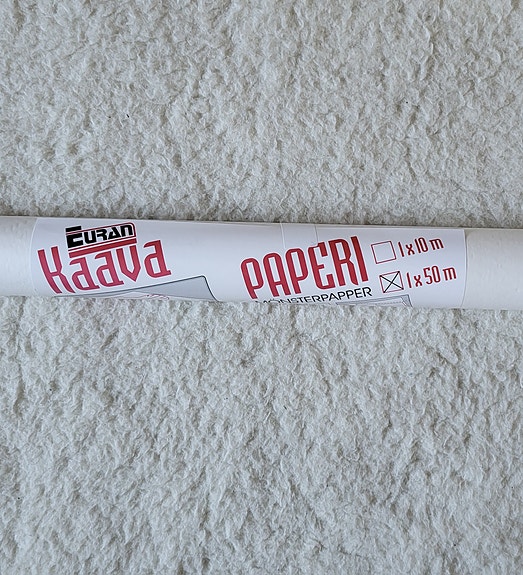 EURAN
Kaava PAPERI
MÖNSTERPAPPER
1 x 10 m
1 x 50 m